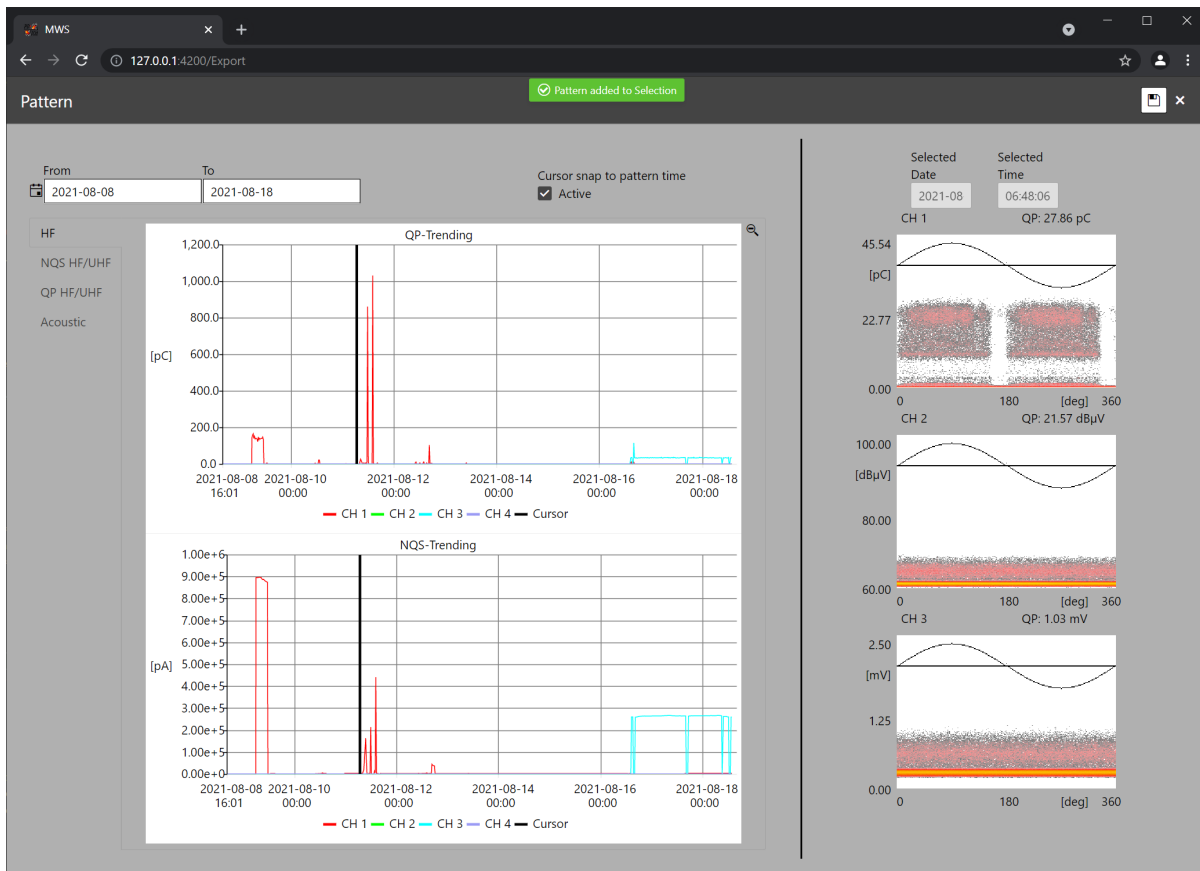 MWS
127.0.0.1:4200/Export
Pattern added to Selection
Pattern
From
To
2021-08-08
2021-08-18
Cursor snap to pattern time
Active
HF
NQS HF/UHF
QP HF/UHF
Acoustic
QP-Trending
1,200.0
1,000.0
800.0
[pC]
600.0
400.0
200.0
0.0
2021-08-08 2021-08-10 2021-08-12 2021-08-14 2021-08-16 2021-08-18
16:01 00:00 00:00 00:00 00:00 00:00
CH 1 CH 2 CH 3 CH 4 Cursor
NQS-Trending
1.00e+6
9.00e+5
8.00e+5
7.00e+5
6.00e+5
[pA]
5.00e+5
4.00e+5
3.00e+5
2.00e+5
1.00e+5
0.00e+0
2021-08-08 2021-08-10 2021-08-12 2021-08-14 2021-08-16 2021-08-18
16:01 00:00 00:00 00:00 00:00 00:00
CH 1 CH 2 CH 3 CH 4 Cursor
Selected Date
Selected Time
2021-08
06:48:06
CH 1 QP: 27.86 pC
45.54
[pC]
22.77
0.00
0 180 [deg] 360
CH 2 QP: 21.57 dBμV
100.00
[dBμV]
80.00
60.00
0 180 [deg] 360
CH 3 QP: 1.03 mV
2.50
[mV]
1.25
0.00
0 180 [deg] 360